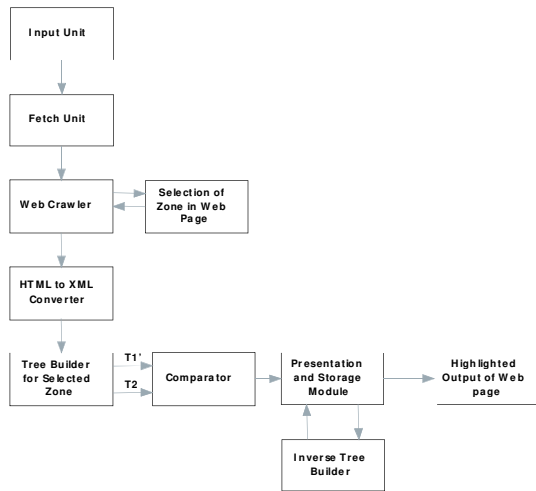 Input Unit
Fetch Unit
Web Crawler
Selection of
Zone in Web
Page
HTML to XML
Converter
Tree Builder
for Selected
Zone
T1'
T2
Comparator
Presentation
and Storage
Module
Highlighted
Output of Web
page
Inverse Tree
Builder